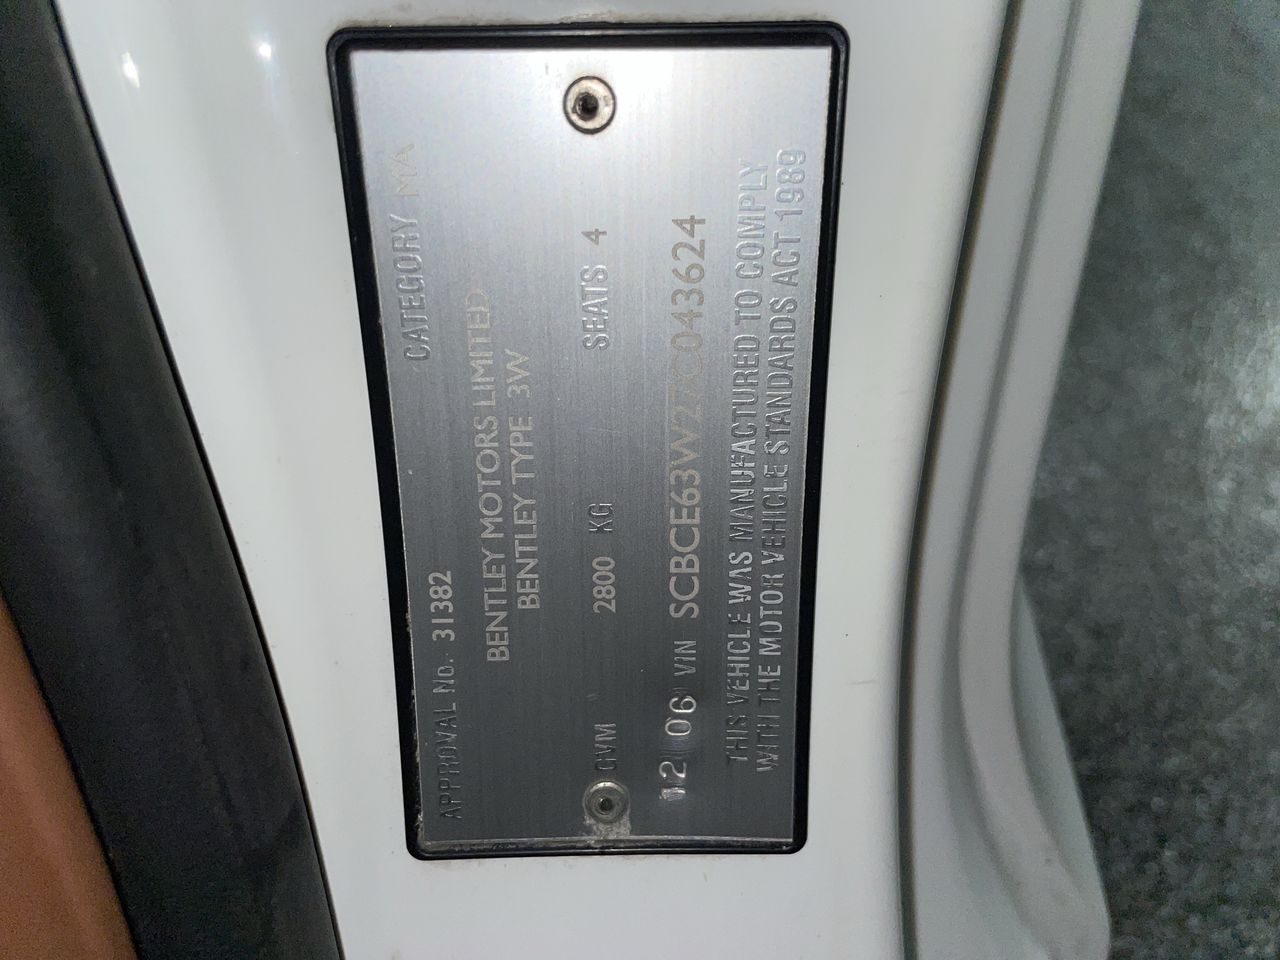 APPROVAL No. 31382 CATEGORY MA
BENTLEY MOTORS LIMITED
BENTLEY TYPE 3W
GVM 2800 KG SEATS 4
12 06 VIN SCBCE63W27C043624
THIS VEHICLE WAS MANUFACTURED TO COMPLY
WITH THE MOTOR VEHICLE STANDARDS ACT 1989